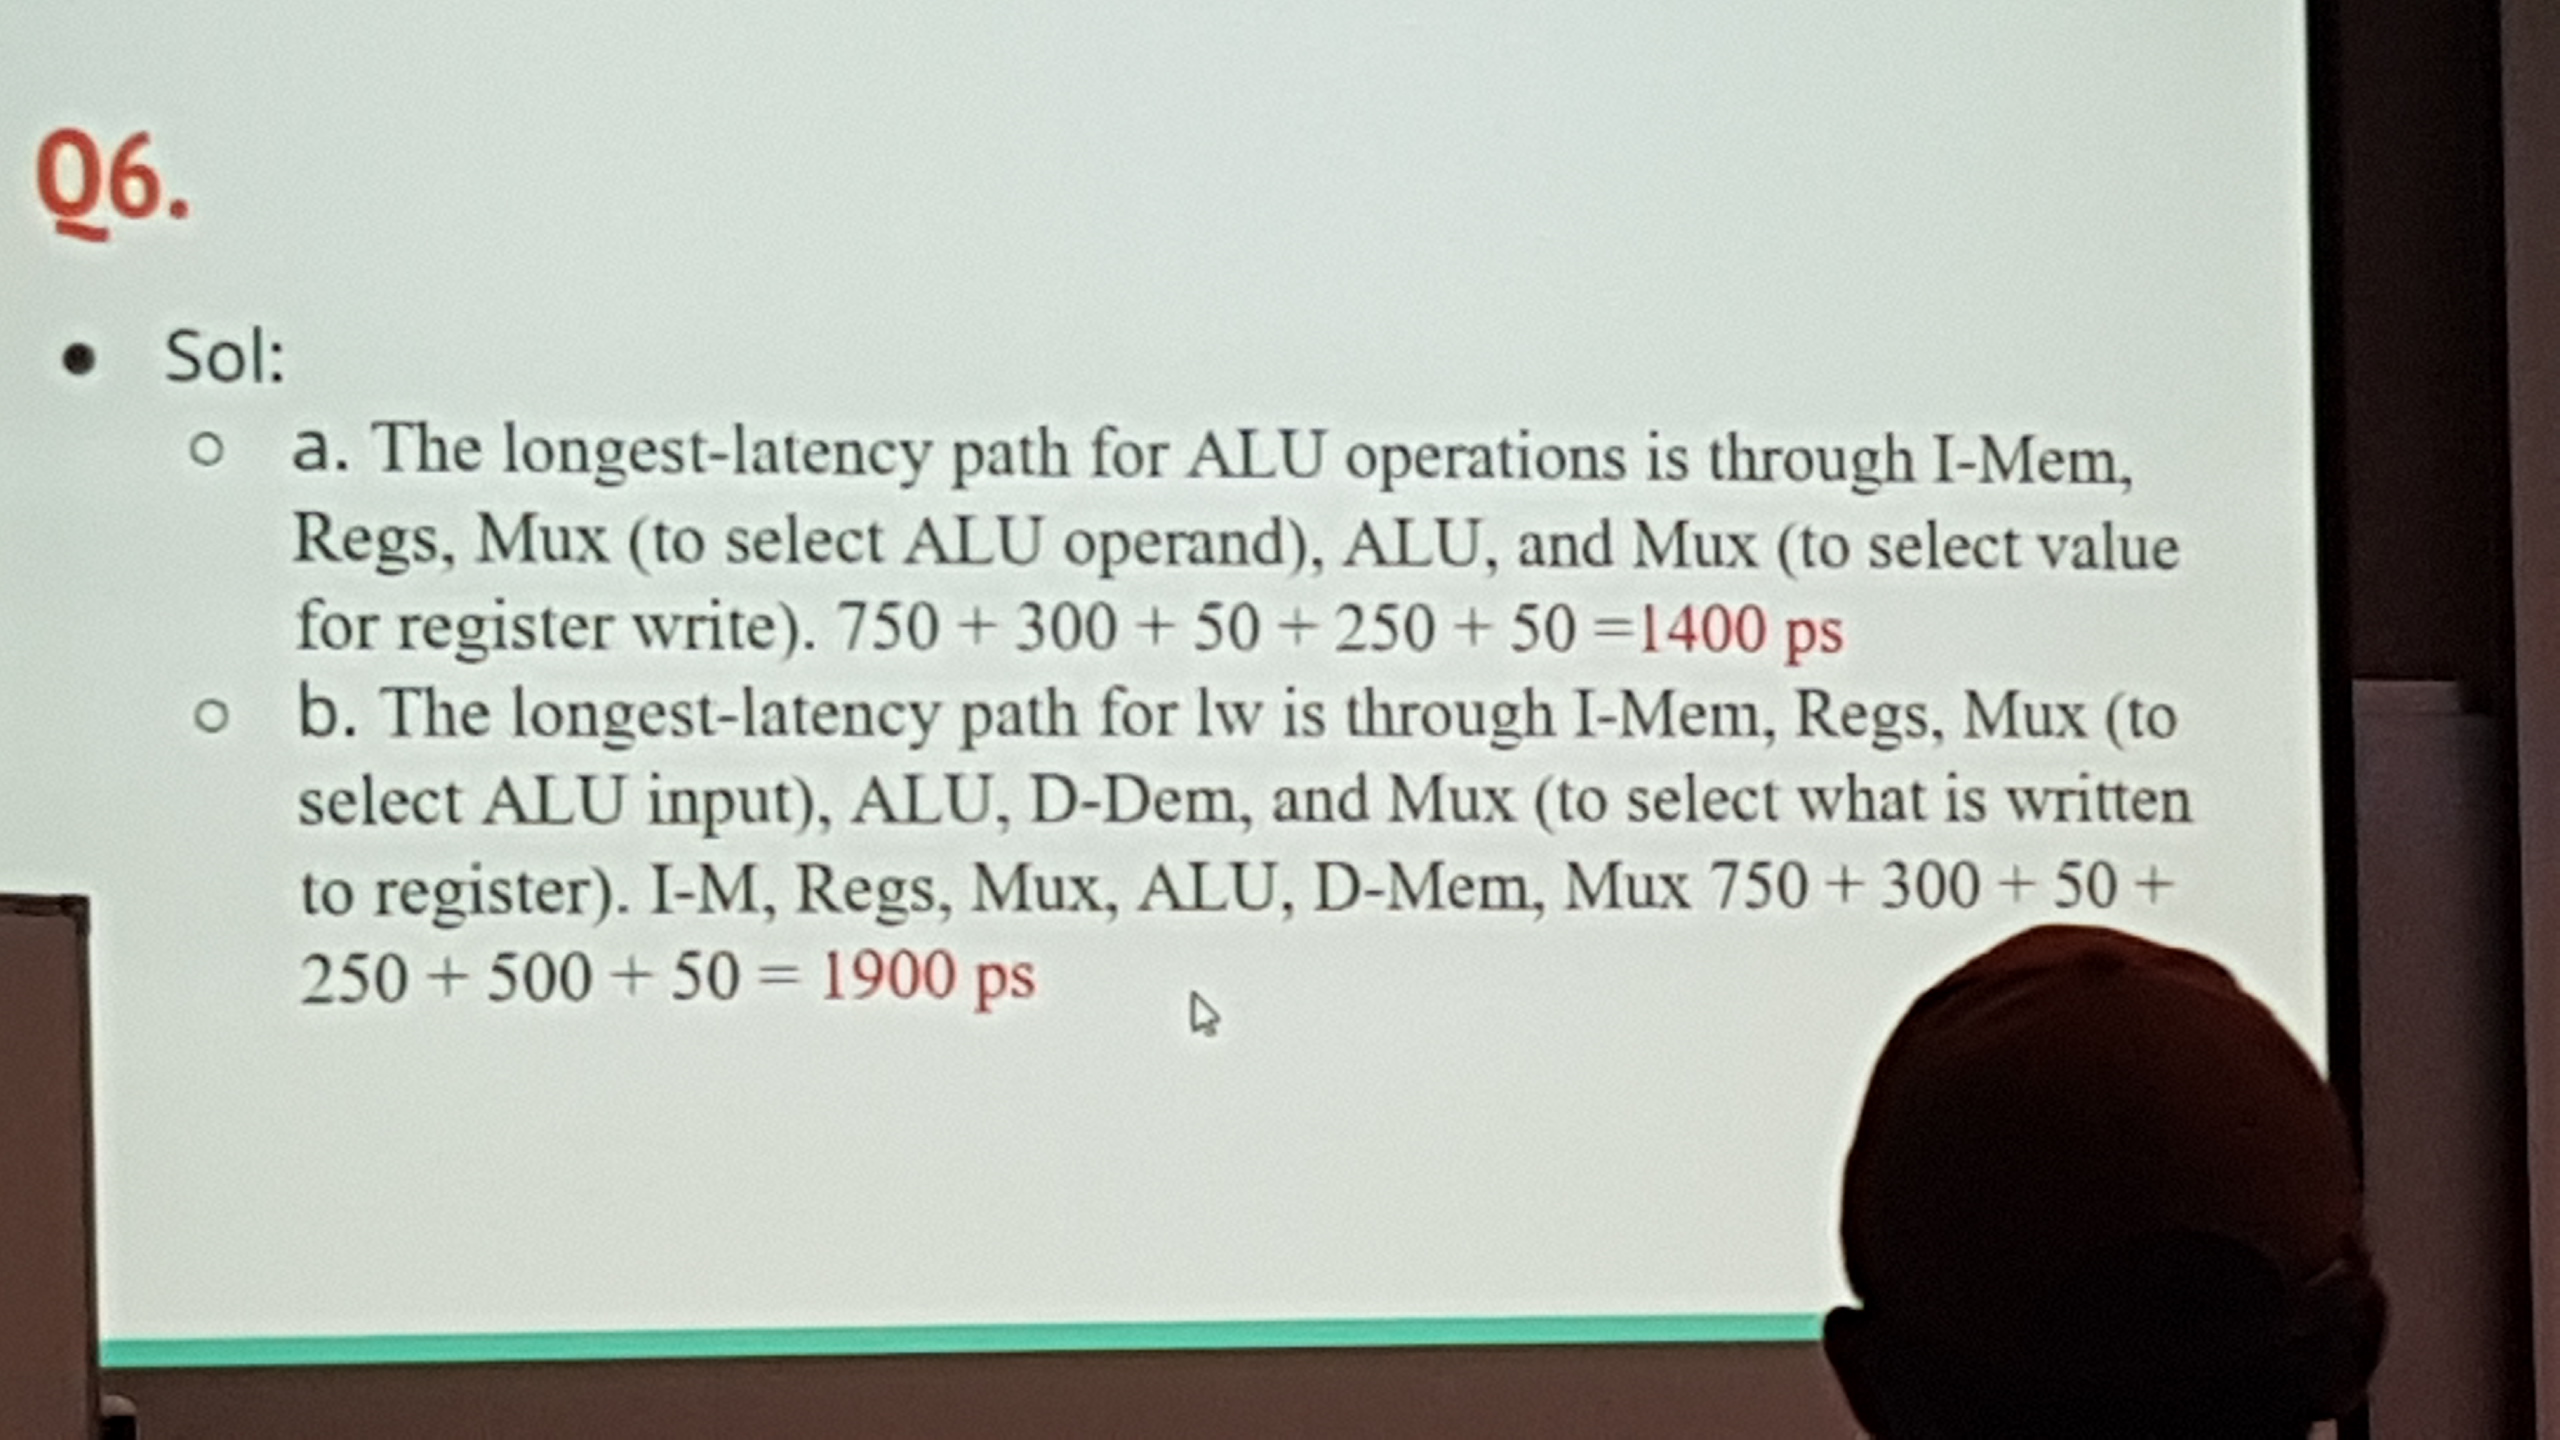 Q6.
• Sol:
○ a. The longest-latency path for ALU operations is through I-Mem,
Regs, Mux (to select ALU operand), ALU, and Mux (to select value
for register write). 750 + 300 + 50 + 250 + 50 =1400 ps
○ b. The longest-latency path for lw is through I-Mem, Regs, Mux (to
select ALU input), ALU, D-Dem, and Mux (to select what is written
to register). I-M, Regs, Mux, ALU, D-Mem, Mux 750 + 300 + 50 +
250 + 500 + 50 = 1900 ps